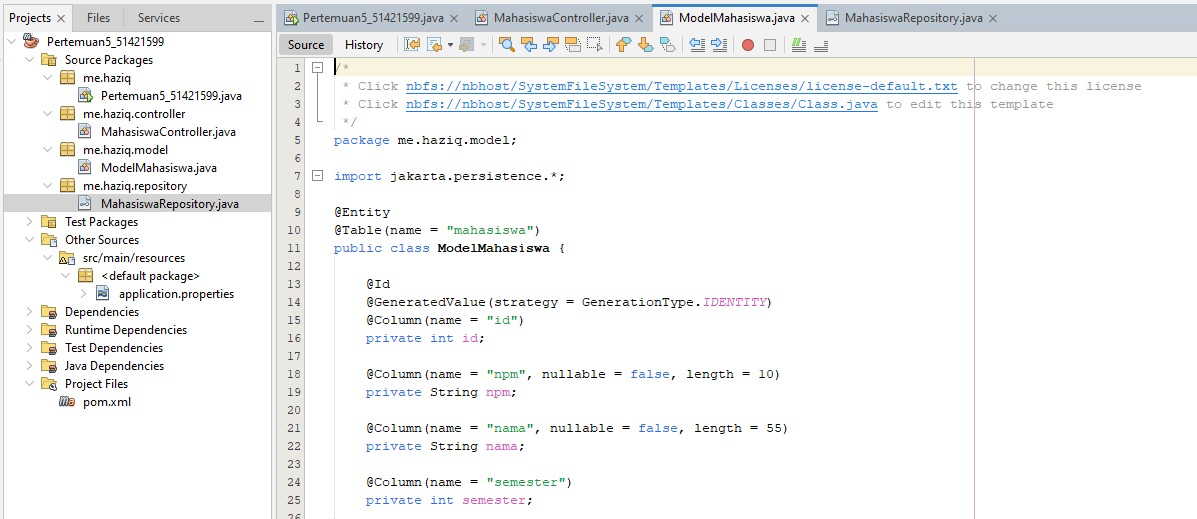 Projects
Files
Services
Pertemuan5_51421599
Source Packages
me.haziq
Pertemuan5_51421599.java
me.haziq.controller
MahasiswaController.java
me.haziq.model
ModelMahasiswa.java
me.haziq.repository
MahasiswaRepository.java
Test Packages
Other Sources
src/main/resources
<default package>
application.properties
Dependencies
Runtime Dependencies
Test Dependencies
Java Dependencies
Project Files
pom.xml
Pertemuan5_51421599.java
MahasiswaController.java
ModelMahasiswa.java
MahasiswaRepository.java
Source
History
1 /*
2 * Click nbfs://nbhost/SystemFileSystem/Templates/Licenses/license-default.txt to change this license
3 * Click nbfs://nbhost/SystemFileSystem/Templates/Classes/Class.java to edit this template
4 */
5 package me.haziq.model;
6
7 import jakarta.persistence.*;
8
9 @Entity
10 @Table(name = "mahasiswa")
11 public class ModelMahasiswa {
12
13 @Id
14 @GeneratedValue(strategy = GenerationType.IDENTITY)
15 @Column(name = "id")
16 private int id;
17
18 @Column(name = "npm", nullable = false, length = 10)
19 private String npm;
20
21 @Column(name = "nama", nullable = false, length = 55)
22 private String nama;
23
24 @Column(name = "semester")
25 private int semester;
26